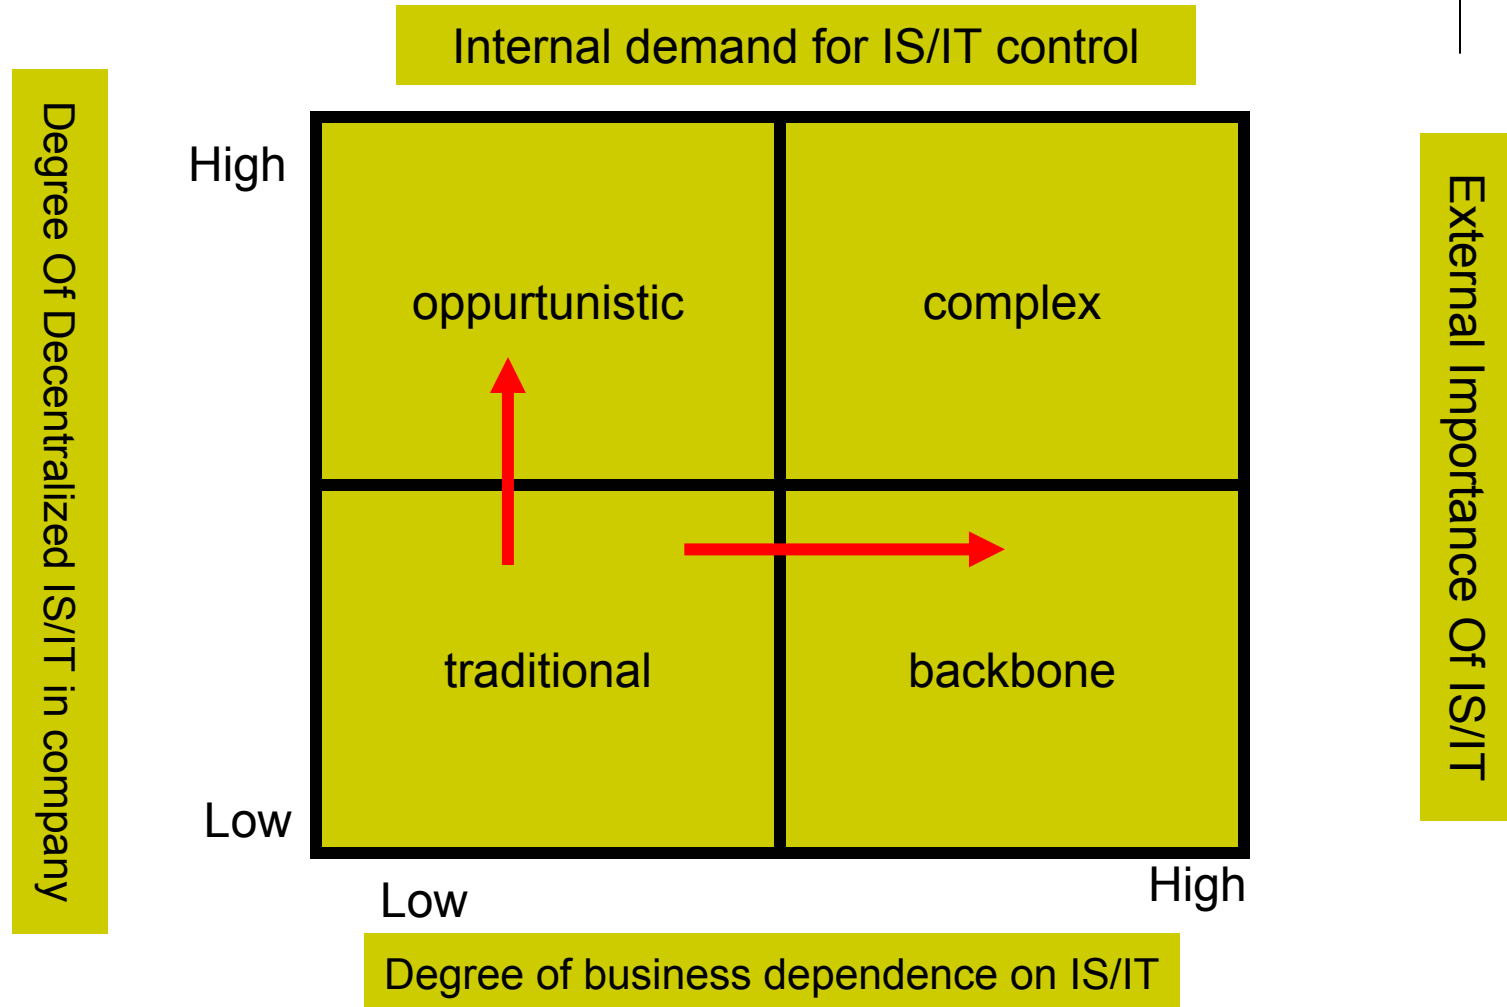 Internal demand for IS/IT control
Degree Of Decentralized IS/IT in company
High
External Importance Of IS/IT
oppurtunistic
complex
traditional
backbone
Low
Low
High
Degree of business dependence on IS/IT